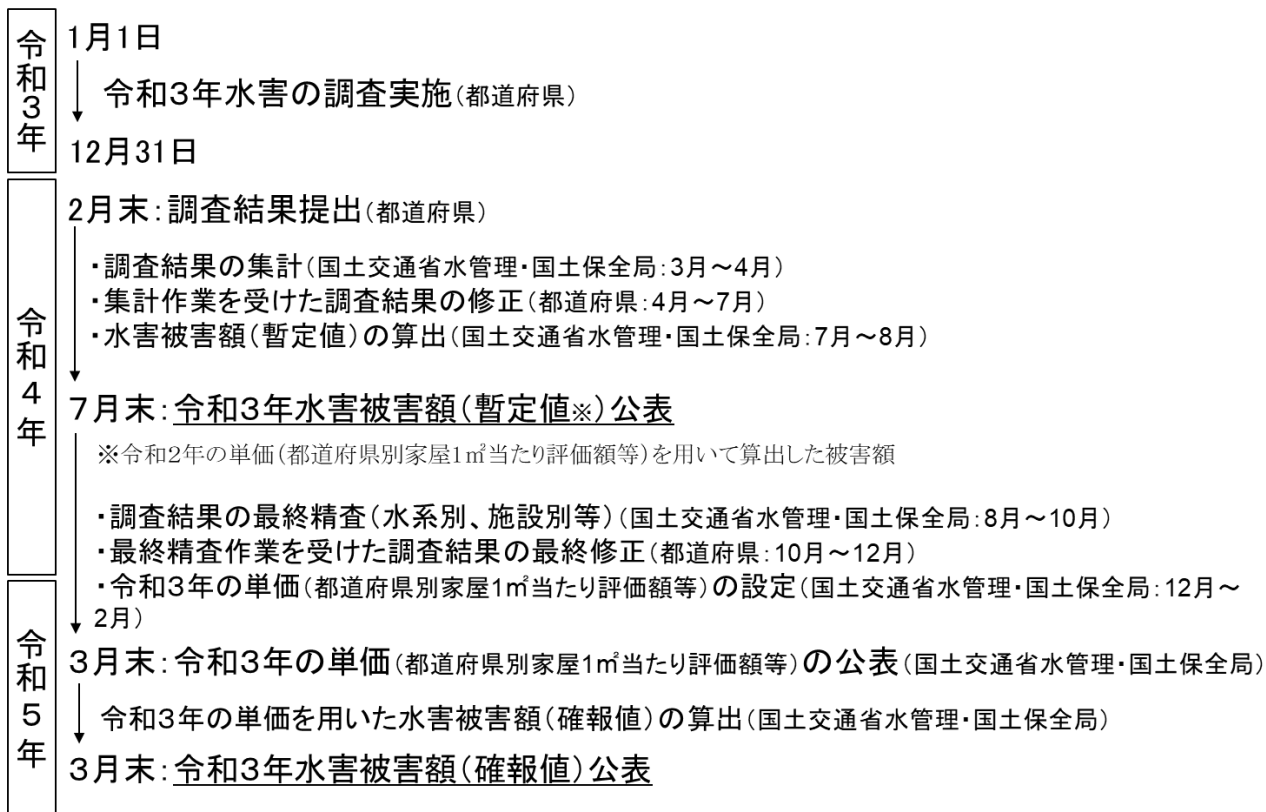 令和３年
1月1日
令和３年水害の調査実施(都道府県)
12月31日
令和４年
2月末:調査結果提出(都道府県)
・調査結果の集計(国土交通省水管理・国土保全局:3月～4月)
・集計作業を受けた調査結果の修正(都道府県:4月～7月)
・水害被害額(暫定値)の算出(国土交通省水管理・国土保全局:7月～8月)
７月末:令和３年水害被害額(暫定値※)公表
※令和２年の単価(都道府県別家屋1㎡当たり評価額等)を用いて算出した被害額
・調査結果の最終精査(水系別、施設別等)(国土交通省水管理・国土保全局:8月～10月)
・最終精査作業を受けた調査結果の最終修正(都道府県:10月～12月)
・令和３年の単価(都道府県別家屋1㎡当たり評価額等)の設定(国土交通省水管理・国土保全局:12月～
2月)
令和５年
３月末:令和３年の単価(都道府県別家屋1㎡当たり評価額等)の公表(国土交通省水管理・国土保全局)
令和３年の単価を用いた水害被害額(確報値)の算出(国土交通省水管理・国土保全局)
３月末:令和３年水害被害額(確報値)公表